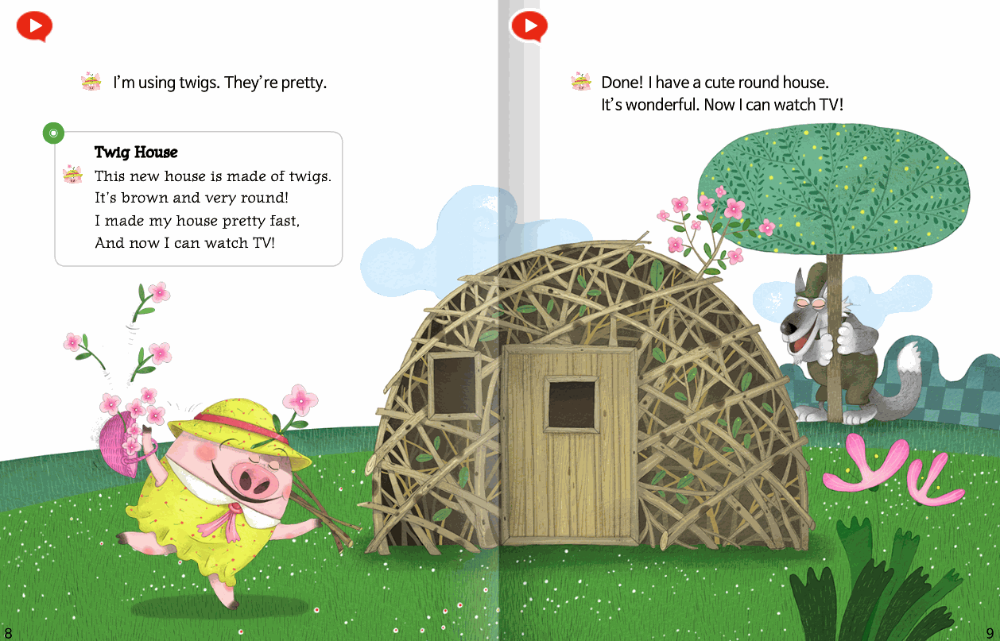 I’m using twigs. They’re pretty.
Twig House
This new house is made of twigs.
It’s brown and very round!
I made my house pretty fast,
And now I can watch TV!
8
Done! I have a cute round house.
It’s wonderful. Now I can watch TV!
9